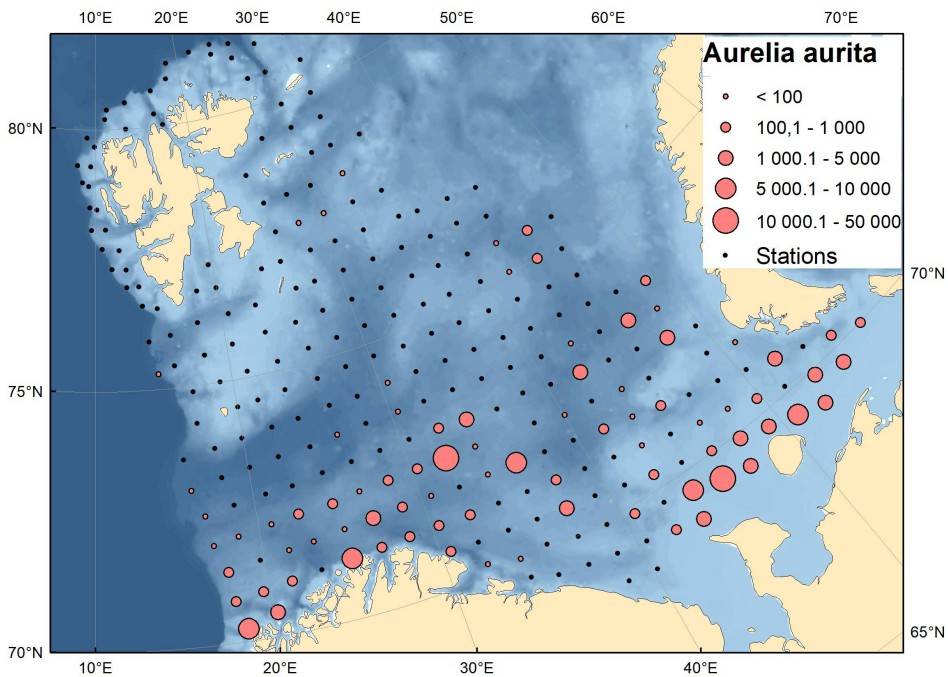 10°E 20°E 30°E 40°E 50°E 60°E 70°E
Aurelia aurita
< 100
100,1 - 1 000
1 000.1 - 5 000
5 000.1 - 10 000
10 000.1 - 50 000
Stations
80°N
70°N
75°N
65°N
70°N
10°E 20°E 30°E 40°E